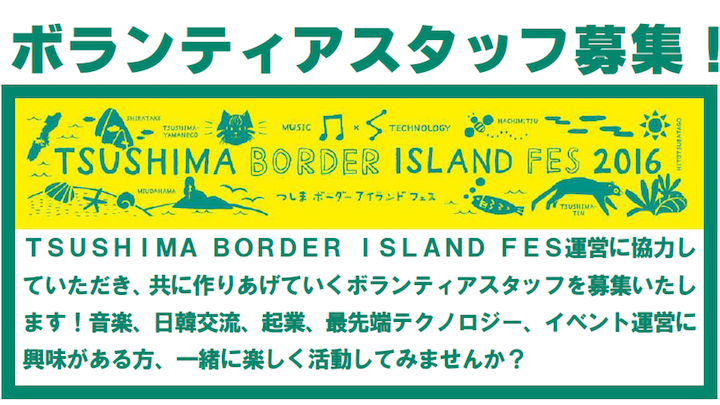 ボランティアスタッフ募集！
SHIRATAKE
TSUSHIMA-YAMANECO
MUSIC × TECHNOLOGY
HACHIMITSU
HITOTSUBATAGO
TSUSHIMA BORDER ISLAND FES 2016
MIUDAHAMA
つしま ボーダーアイランド フェス
TSUSHIMA-TEN
ＴＳＵＳＨＩＭＡ ＢＯＲＤＥＲ ＩＳＬＡＮＤ ＦＥＳ運営に協力し
ていただき、共に作りあげていくボランティアスタッフを募集いたし
ます！音楽、日韓交流、起業、最先端テクノロジー、イベント運営に
興味がある方、一緒に楽しく活動してみませんか？